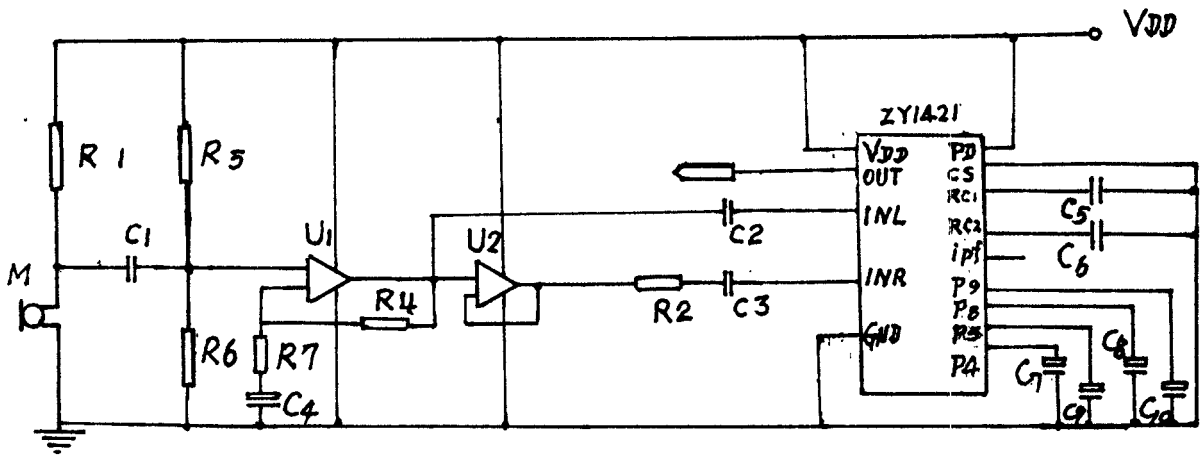 VDD
ZY1421
R1
R5
VDD
PD
OUT
CS
RC1
C5
INL
C2
RC2
C6
ipf
C1
U1
U2
M
R4
R2
C3
INR
P9
P8
GND
P5
P4
R6
R7
C4
C7
C9
C8